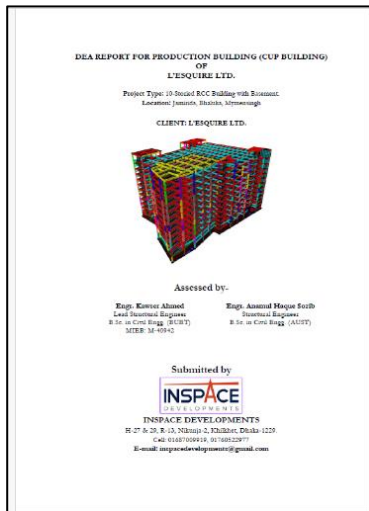 DEA REPORT FOR PRODUCTION BUILDING (CUP BUILDING)
OF
L'ESQUIRE LTD.
Project Type: 10-Storied RCC Building with Basement.
Location: Jamirdia, Bhaluka, Mymensingh
CLIENT: L'ESQUIRE LTD.
Assessed by-
Engr. Kawser Ahmed
Lead Structural Engineer
B.Sc. in Civil Engg. (BUET)
MIEB: M-40942
Engr. Anamul Haque Sorib
Structural Engineer
B.Sc. in Civil Engg. (AUST)
Submitted by
INSPACE
DEVELOPMENTS
INSPACE DEVELOPMENTS
H-27 & 29, R-13, Nikunja-2, Khilkhet, Dhaka-1229.
Cell: 01687009919, 01760522977
E-mail: inspacedevelopments@gmail.com